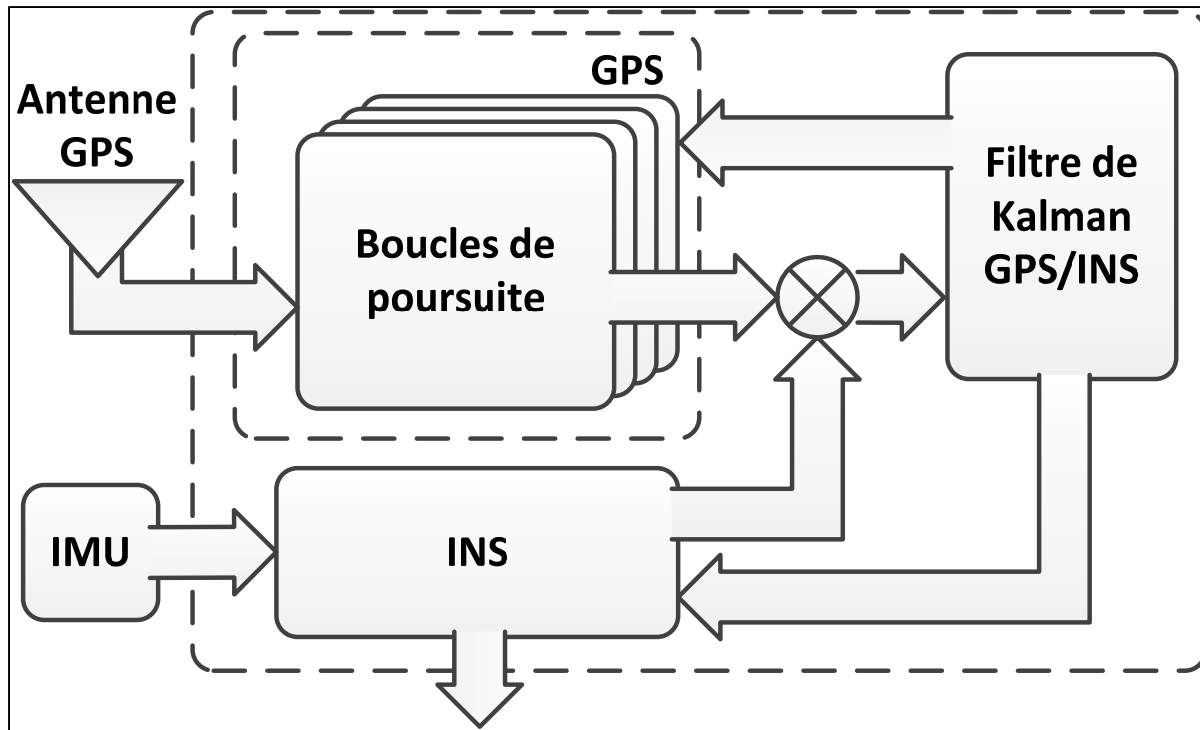 Antenne
GPS
GPS
Boucles de
poursuite
Filtre de
Kalman
GPS/INS
IMU
INS